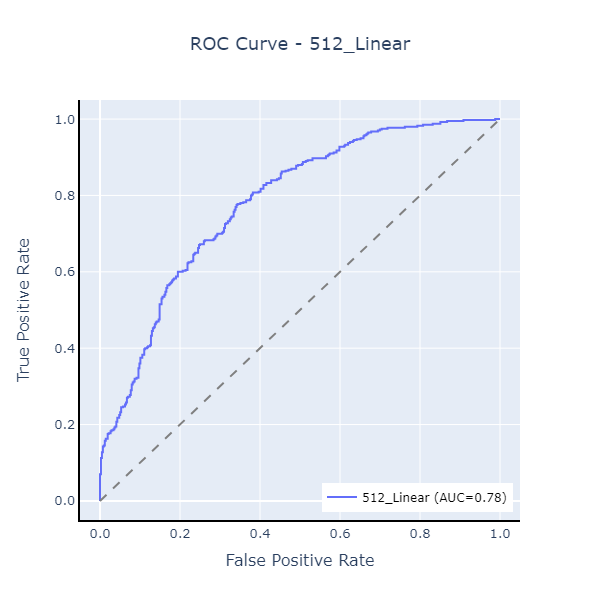 ROC Curve - 512_Linear
True Positive Rate
1.0
0.8
0.6
0.4
0.2
0.0
512_Linear (AUC=0.78)
0.0 0.2 0.4 0.6 0.8 1.0
False Positive Rate